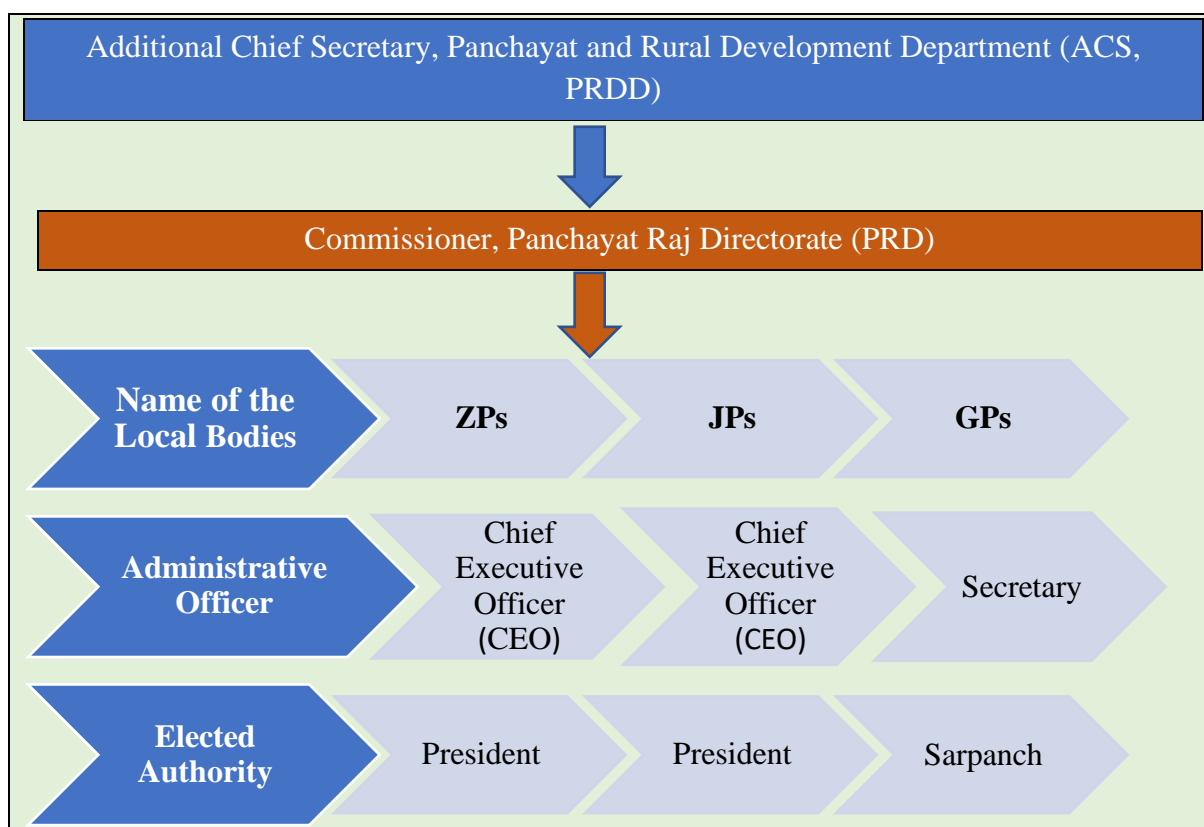 Additional Chief Secretary, Panchayat and Rural Development Department (ACS,
PRDD)
Commissioner, Panchayat Raj Directorate (PRD)
Name of the
Local Bodies
ZPs
JPs
GPs
Administrative
Officer
Chief
Executive
Officer
(CEO)
Chief
Executive
Officer
(CEO)
Secretary
Elected
Authority
President
President
Sarpanch